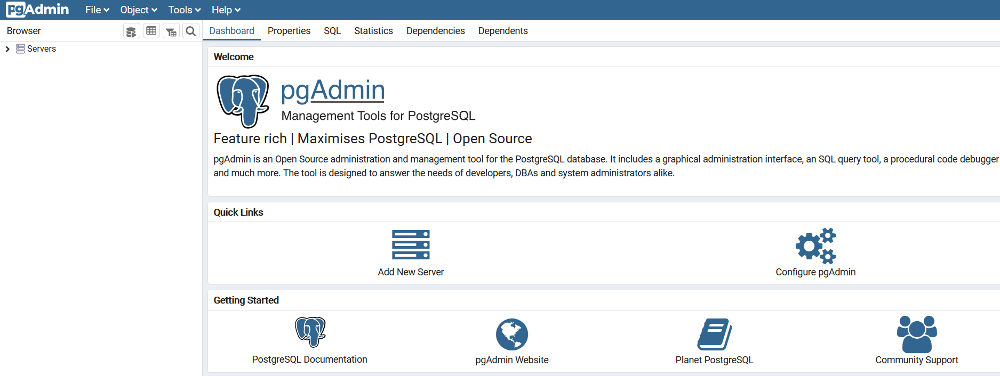 pgAdmin File Object Tools Help
Browser
Dashboard Properties SQL Statistics Dependencies Dependents
Servers
Welcome
pgAdmin
Management Tools for PostgreSQL
Feature rich | Maximises PostgreSQL | Open Source
pgAdmin is an Open Source administration and management tool for the PostgreSQL database. It includes a graphical administration interface, an SQL query tool, a procedural code debugger
and much more. The tool is designed to answer the needs of developers, DBAs and system administrators alike.
Quick Links
Add New Server
Configure pgAdmin
Getting Started
PostgreSQL Documentation
pgAdmin Website
Planet PostgreSQL
Community Support